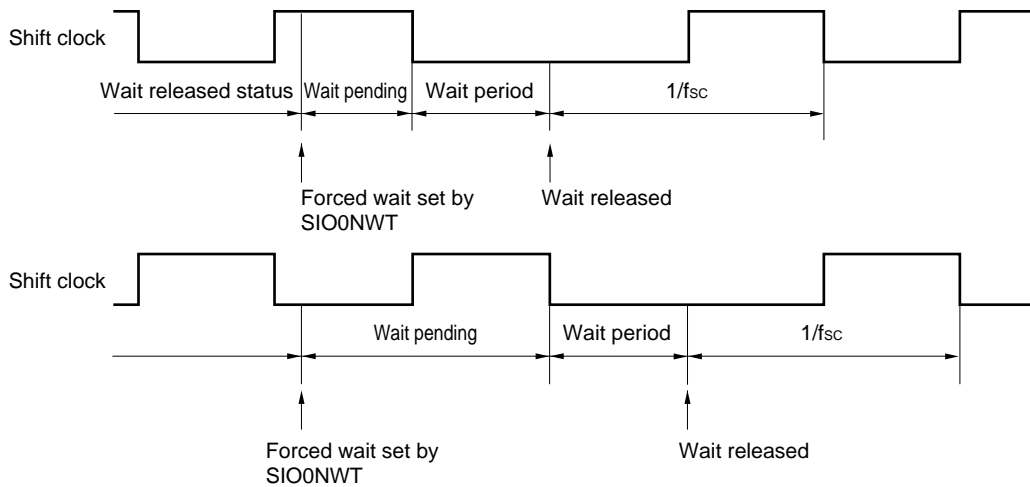 Shift clock
Wait released status
Wait pending
Wait period
1/fsc
Forced wait set by
SIO0NWT
Wait released
Shift clock
Wait pending
Wait period
1/fsc
Forced wait set by
SIO0NWT
Wait released